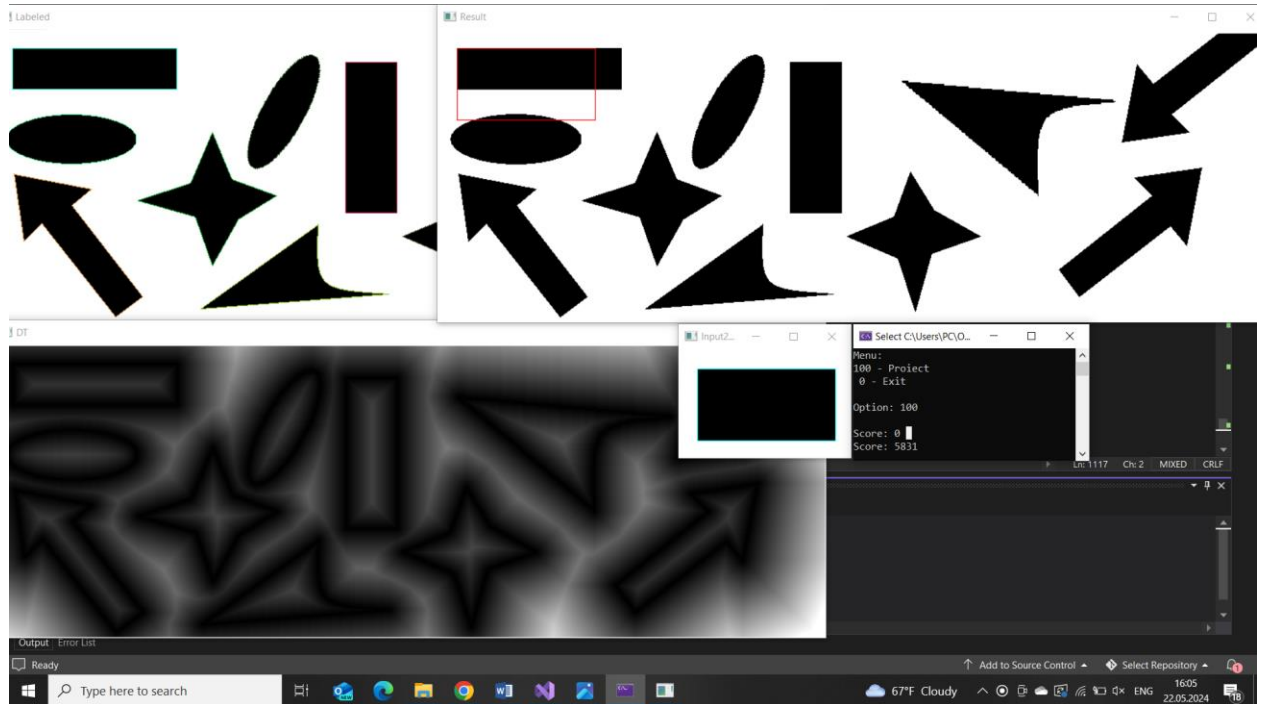 Labeled
Result
DT
Input2...
Select C:\Users\PC\O...
Menu:
100 - Proiect
0 - Exit
Option: 100
Score: 0
Score: 5831
Ln: 1117 Ch: 2 MIXED CRLF
Output Error List
Ready
Add to Source Control
Select Repository
1
Type here to search
67°F Cloudy
ENG
16:05
22.05.2024
18